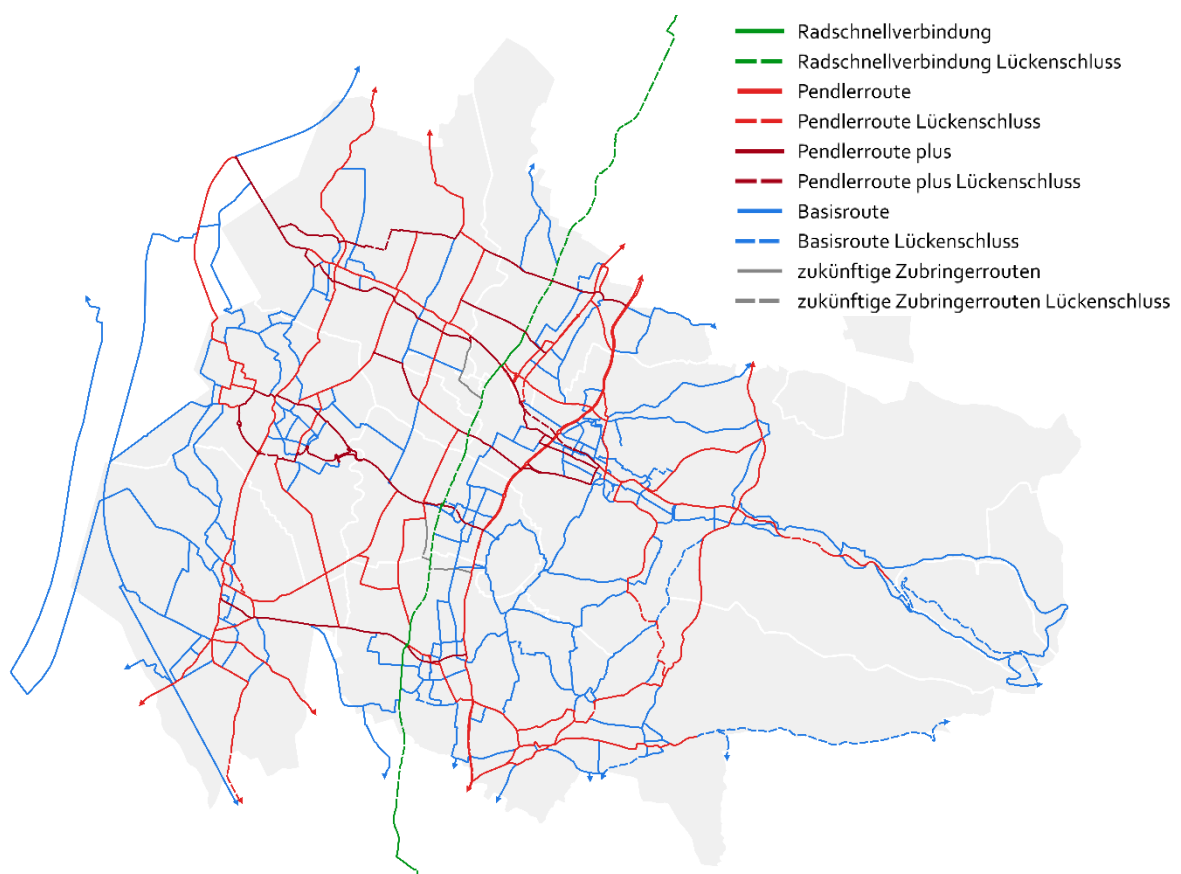 Radschnellverbindung
Radschnellverbindung Lückenschluss
Pendlerroute
Pendlerroute Lückenschluss
Pendlerroute plus
Pendlerroute plus Lückenschluss
Basisroute
Basisroute Lückenschluss
zukünftige Zubringerrouten
zukünftige Zubringerrouten Lückenschluss